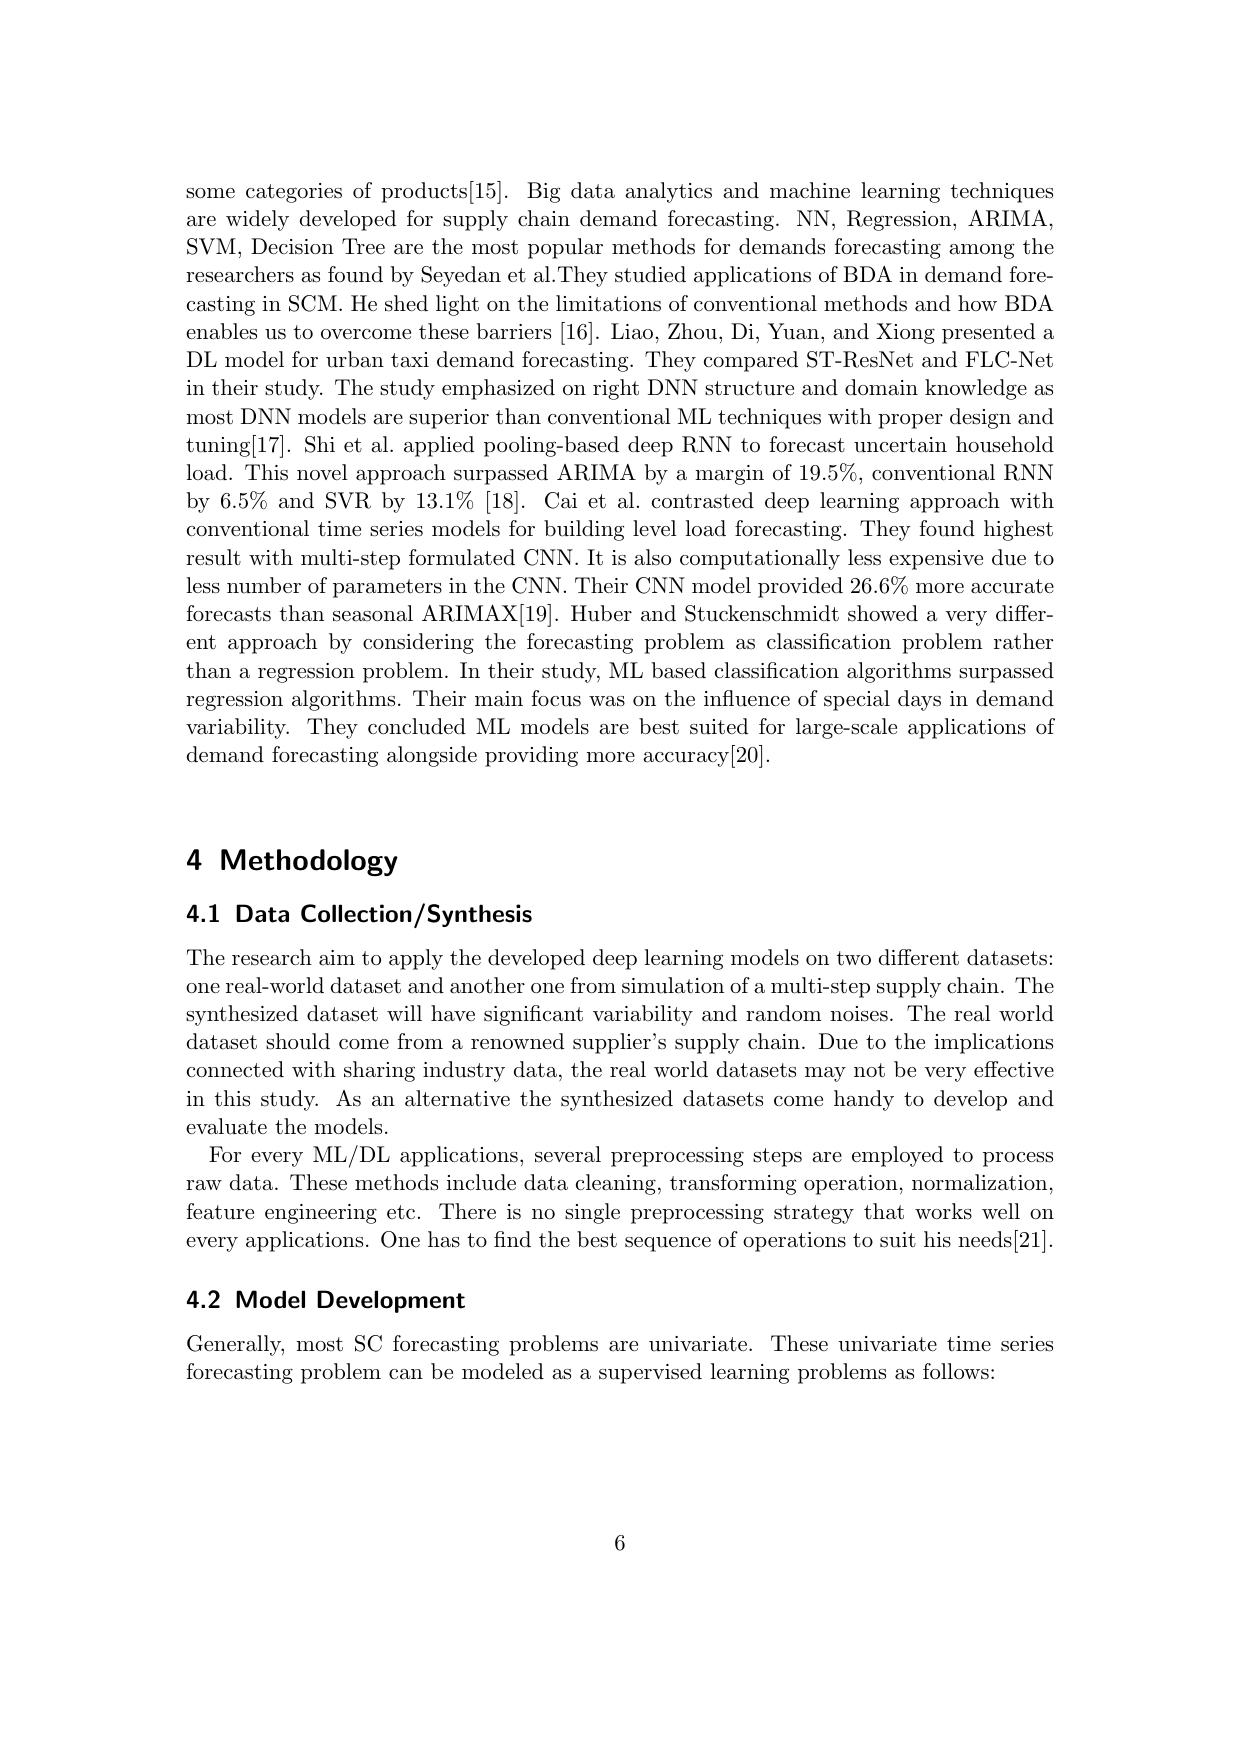 some categories of products[15]. Big data analytics and machine learning techniques
are widely developed for supply chain demand forecasting. NN, Regression, ARIMA,
SVM, Decision Tree are the most popular methods for demands forecasting among the
researchers as found by Seyedan et al.They studied applications of BDA in demand fore-
casting in SCM. He shed light on the limitations of conventional methods and how BDA
enables us to overcome these barriers [16]. Liao, Zhou, Di, Yuan, and Xiong presented a
DL model for urban taxi demand forecasting. They compared ST-ResNet and FLC-Net
in their study. The study emphasized on right DNN structure and domain knowledge as
most DNN models are superior than conventional ML techniques with proper design and
tuning[17]. Shi et al. applied pooling-based deep RNN to forecast uncertain household
load. This novel approach surpassed ARIMA by a margin of 19.5%, conventional RNN
by 6.5% and SVR by 13.1% [18]. Cai et al. contrasted deep learning approach with
conventional time series models for building level load forecasting. They found highest
result with multi-step formulated CNN. It is also computationally less expensive due to
less number of parameters in the CNN. Their CNN model provided 26.6% more accurate
forecasts than seasonal ARIMAX[19]. Huber and Stuckenschmidt showed a very differ-
ent approach by considering the forecasting problem as classification problem rather
than a regression problem. In their study, ML based classification algorithms surpassed
regression algorithms. Their main focus was on the influence of special days in demand
variability. They concluded ML models are best suited for large-scale applications of
demand forecasting alongside providing more accuracy[20].
4 Methodology
4.1 Data Collection/Synthesis
The research aim to apply the developed deep learning models on two different datasets:
one real-world dataset and another one from simulation of a multi-step supply chain. The
synthesized dataset will have significant variability and random noises. The real world
dataset should come from a renowned supplier's supply chain. Due to the implications
connected with sharing industry data, the real world datasets may not be very effective
in this study. As an alternative the synthesized datasets come handy to develop and
evaluate the models.
For every ML/DL applications, several preprocessing steps are employed to process
raw data. These methods include data cleaning, transforming operation, normalization,
feature engineering etc. There is no single preprocessing strategy that works well on
every applications. One has to find the best sequence of operations to suit his needs[21].
4.2 Model Development
Generally, most SC forecasting problems are univariate. These univariate time series
forecasting problem can be modeled as a supervised learning problems as follows:
6